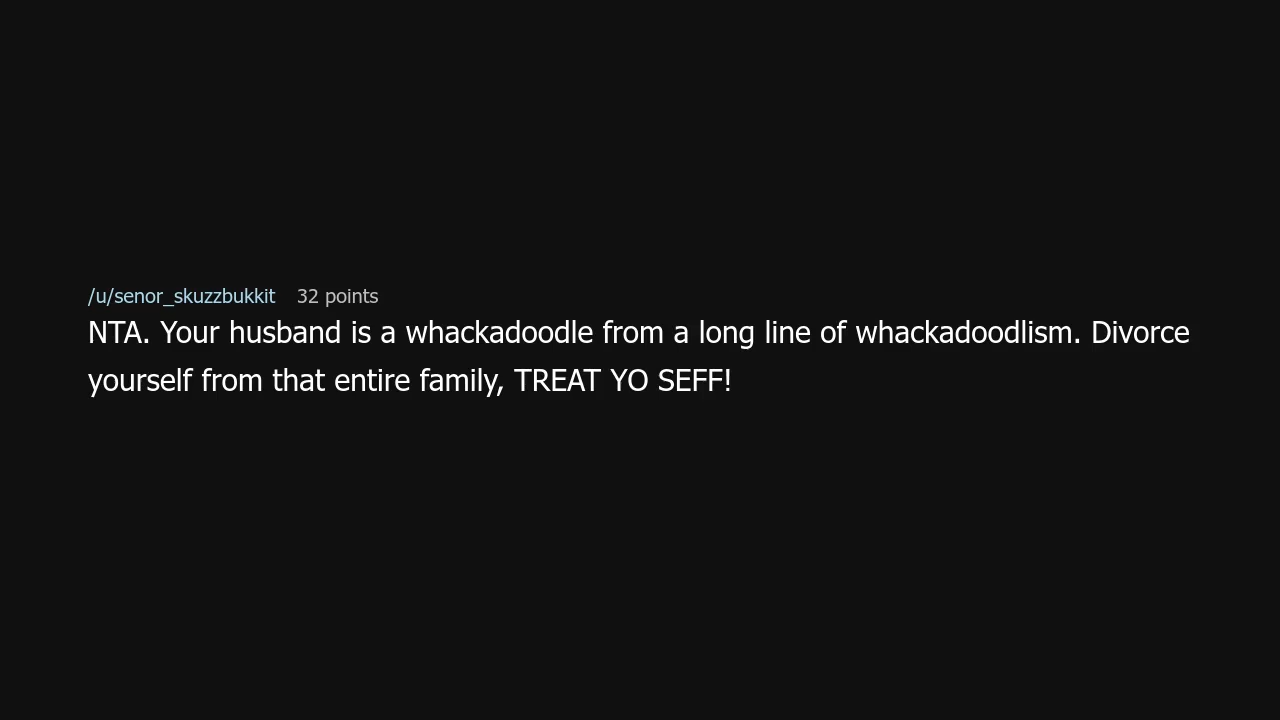 /u/senor_skuzzbukkit 32 points
NTA. Your husband is a whackadoodle from a long line of whackadoodlism. Divorce
yourself from that entire family, TREAT YO SEFF!